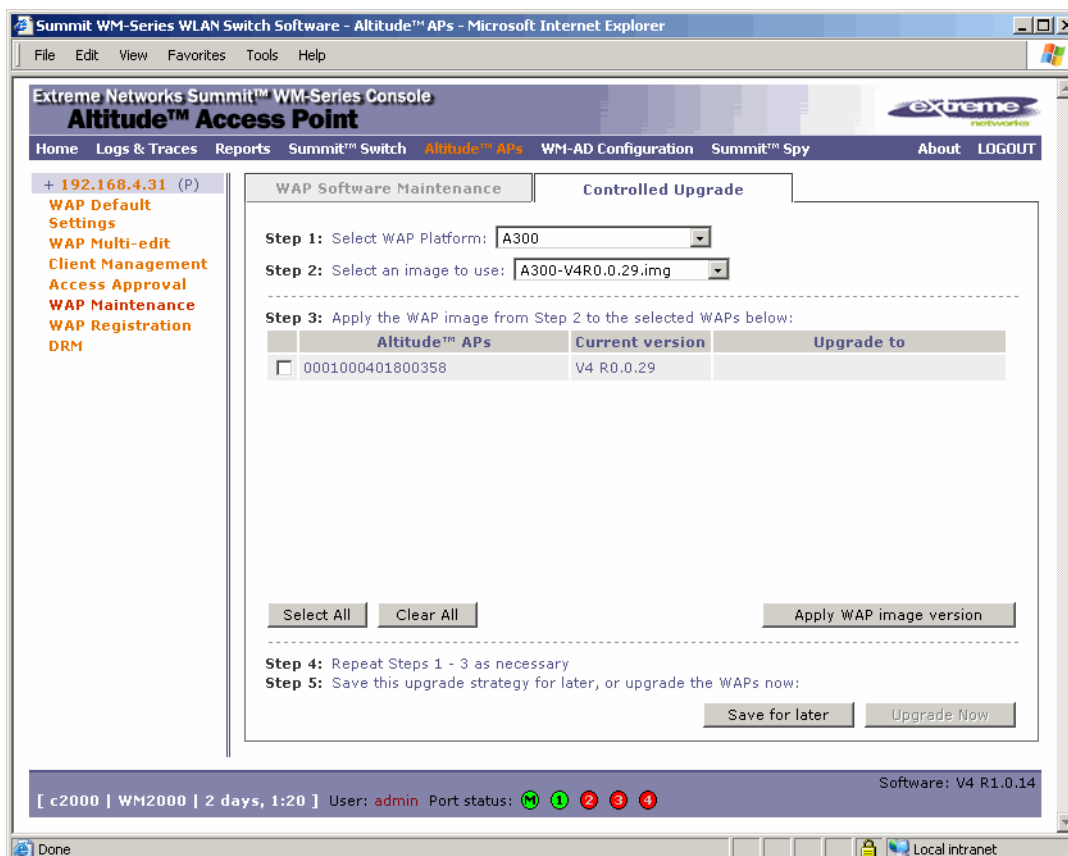 Summit WM-Series WLAN Switch Software - Altitude™ APs - Microsoft Internet Explorer
File Edit View Favorites Tools Help
Extreme Networks Summit™ WM-Series Console
Altitude™ Access Point
extreme
networks
Home Logs & Traces Reports Summit™ Switch Altitude™ APs WM-AD Configuration Summit™ Spy About LOGOUT
+ 192.168.4.31 (P)
WAP Default
Settings
WAP Multi-edit
Client Management
Access Approval
WAP Maintenance
WAP Registration
DRM
WAP Software Maintenance Controlled Upgrade
Step 1: Select WAP Platform: A300
Step 2: Select an image to use: A300-V4R0.0.29.img
Step 3: Apply the WAP image from Step 2 to the selected WAPs below:
Altitude™ APs Current version Upgrade to
0001000401800358 V4 R0.0.29
Select All Clear All Apply WAP image version
Step 4: Repeat Steps 1 - 3 as necessary
Step 5: Save this upgrade strategy for later, or upgrade the WAPs now:
Save for later Upgrade Now
Software: V4 R1.0.14
[ c2000 | WM2000 | 2 days, 1:20 ] User: admin Port status: M 1 2 3 4
Done Local intranet